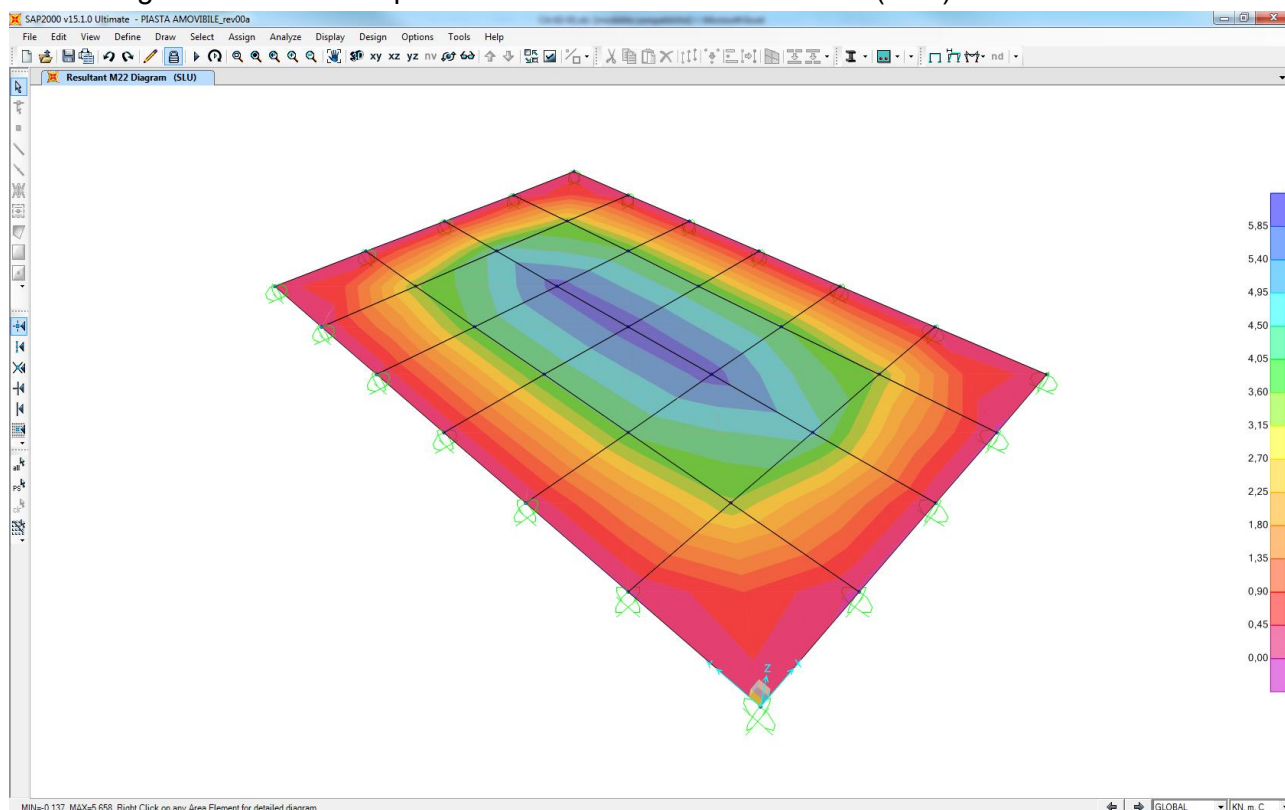 SAP2000 v15.1.0 Ultimate - PIASTA AMOVIBILE_rev00a
File Edit View Define Draw Select Assign Analyze Display Design Options Tools Help
xy xz yz nv nd
Resultant M22 Diagram (SLU)
all
PS
clr
5,85
5,40
4,95
4,50
4,05
3,60
3,15
2,70
2,25
1,80
1,35
0,90
0,45
0,00
Y
Z
X
MIN=-0.137, MAX=5.658 Right Click on any Area Element for detailed diagram
GLOBAL
KN, m, C